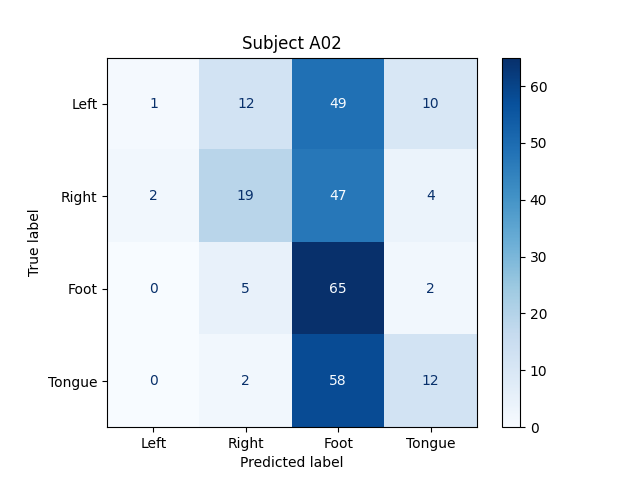 Subject A02
True label
Left 1 12 49 10
Right 2 19 47 4
Foot 0 5 65 2
Tongue 0 2 58 12
Left Right Foot Tongue
Predicted label
60
50
40
30
20
10
0